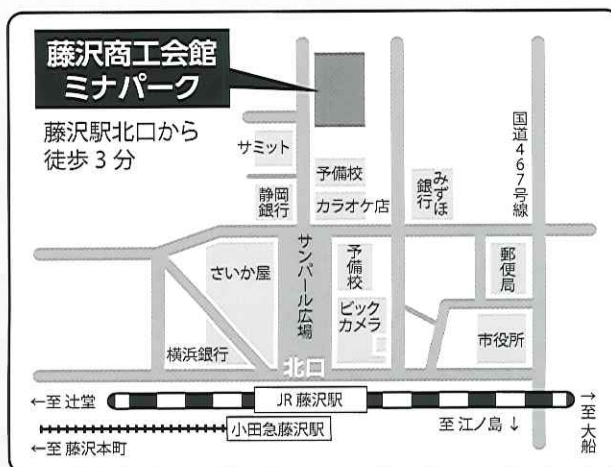 藤沢商工会館
ミナパーク
藤沢駅北口から
徒歩3分
サミット
予備校
静岡
銀行
カラオケ店
みずほ
銀行
国道467号線
さいか屋
サンパール広場
予備校
郵便局
ビック
カメラ
横浜銀行
市役所
北口
←至 辻堂
JR 藤沢駅
至 江ノ島 ↓
→至 大船
小田急藤沢駅
←至 藤沢本町